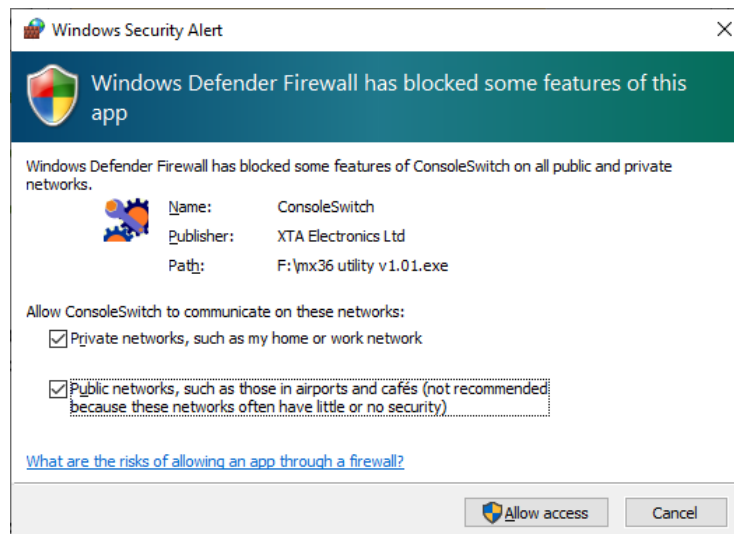 Windows Security Alert
Windows Defender Firewall has blocked some features of this
app
Windows Defender Firewall has blocked some features of ConsoleSwitch on all public and private
networks.
Name: ConsoleSwitch
Publisher: XTA Electronics Ltd
Path: F:\mx36 utility v1.01.exe
Allow ConsoleSwitch to communicate on these networks:
Private networks, such as my home or work network
Public networks, such as those in airports and cafés (not recommended
because these networks often have little or no security)
What are the risks of allowing an app through a firewall?
Allow access Cancel